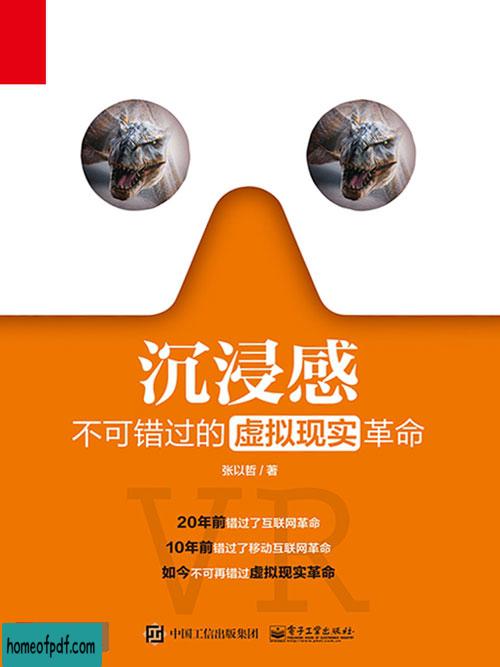 沉浸感
不可错过的虚拟现实革命
张以哲/著
VR
20年前错过了互联网革命
10年前错过了移动互联网革命
如今不可再错过虚拟现实革命
中国工信出版集团
电子工业出版社
homeofpdf.com